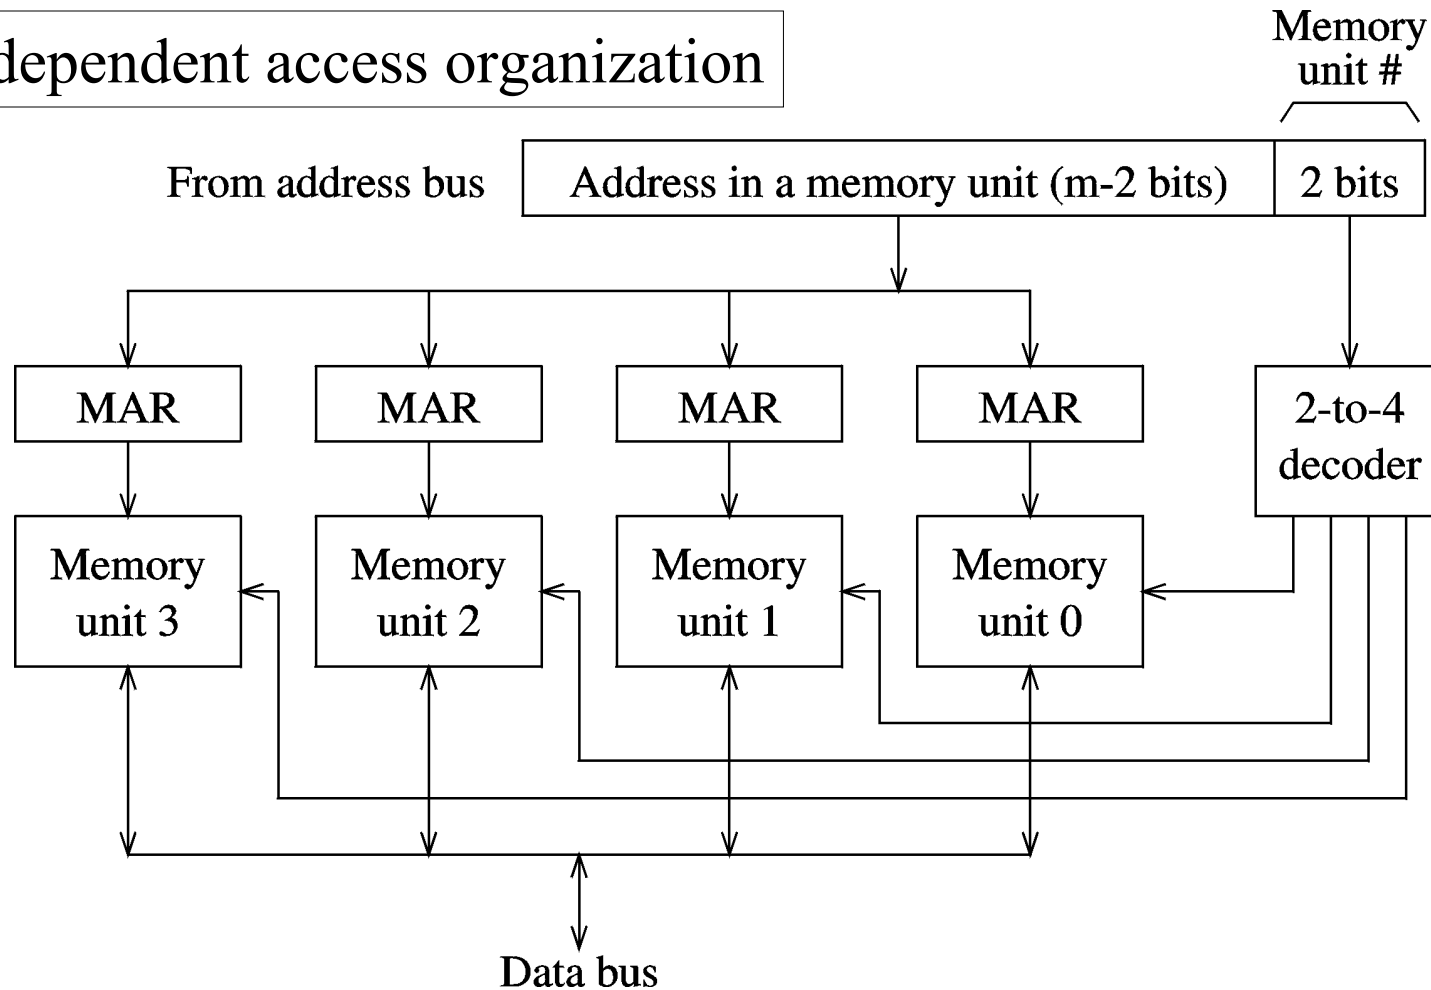 dependent access organization
Memory
unit #
From address bus
Address in a memory unit (m-2 bits)
2 bits
MAR
MAR
MAR
MAR
2-to-4
decoder
Memory
unit 3
Memory
unit 2
Memory
unit 1
Memory
unit 0
Data bus